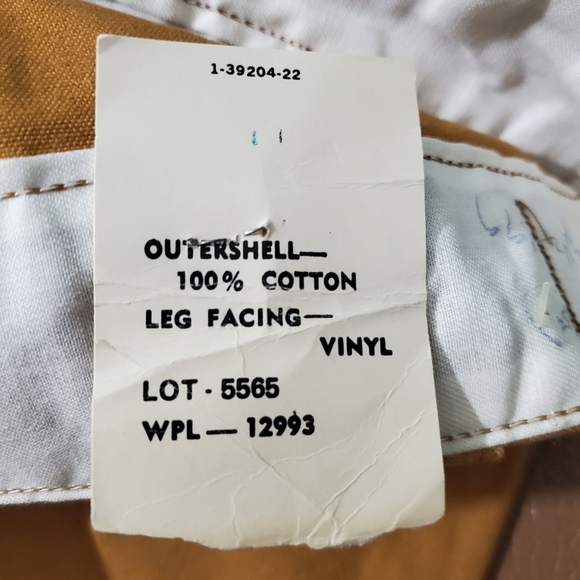 1-39204-22
OUTERSHELL—
100% COTTON
LEG FACING—
VINYL
LOT - 5565
WPL — 12993